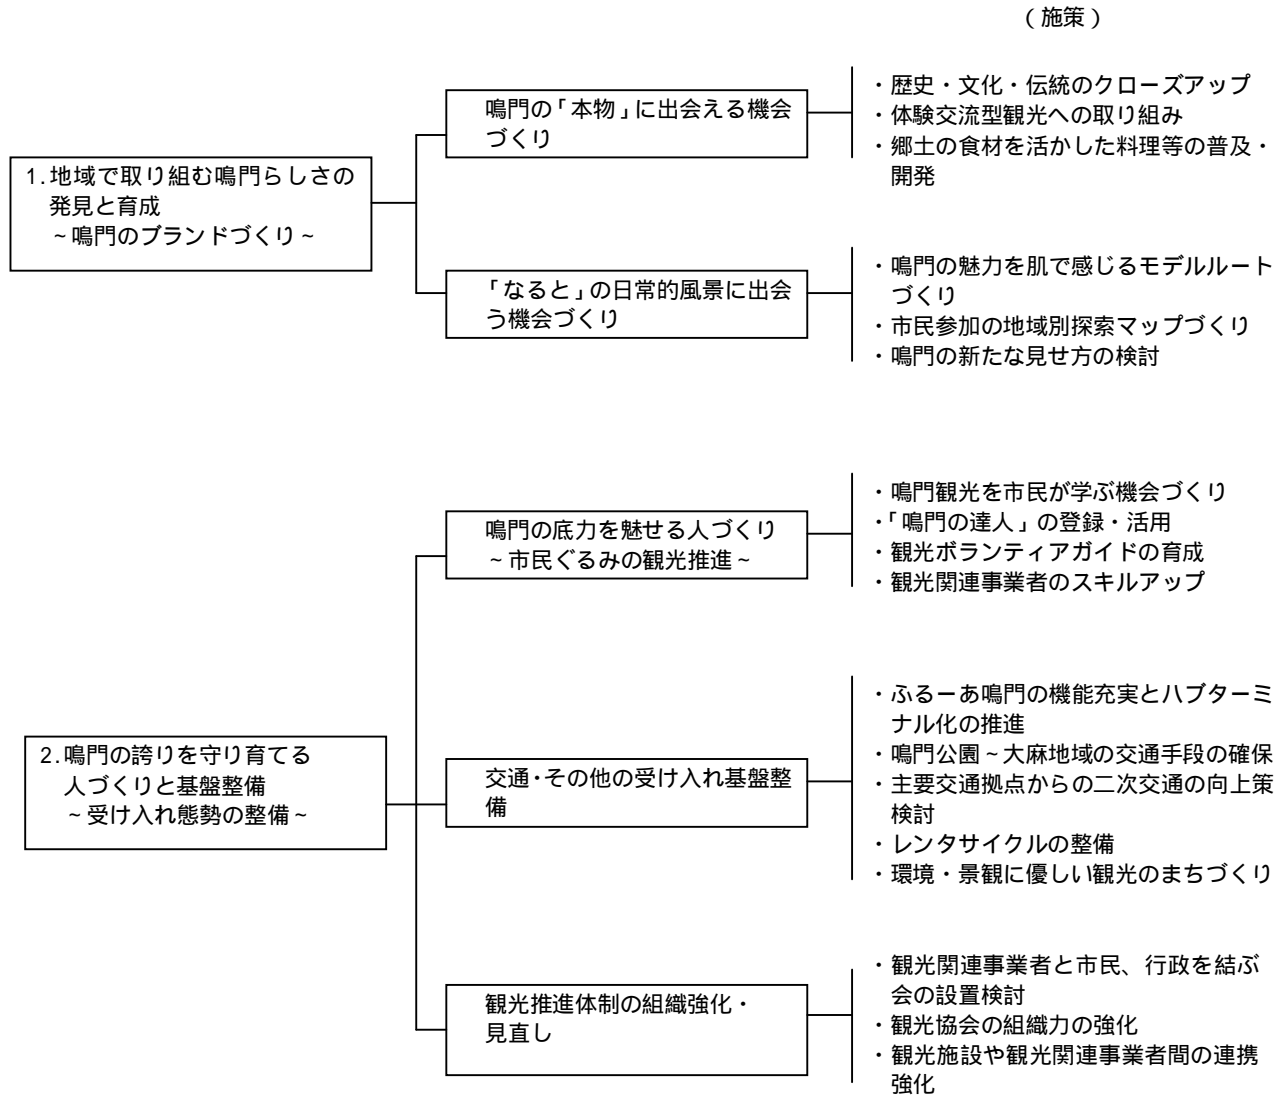 （施策）
1.地域で取り組む鳴門らしさの
発見と育成
～鳴門のブランドづくり～
鳴門の「本物」に出会える機会
づくり
・歴史・文化・伝統のクローズアップ
・体験交流型観光への取り組み
・郷土の食材を活かした料理等の普及・
開発
「なると」の日常的風景に出会
う機会づくり
・鳴門の魅力を肌で感じるモデルルート
づくり
・市民参加の地域別探索マップづくり
・鳴門の新たな見せ方の検討
2.鳴門の誇りを守り育てる
人づくりと基盤整備
～受け入れ態勢の整備～
鳴門の底力を魅せる人づくり
～市民ぐるみの観光推進～
・鳴門観光を市民が学ぶ機会づくり
・「鳴門の達人」の登録・活用
・観光ボランティアガイドの育成
・観光関連事業者のスキルアップ
交通・その他の受け入れ基盤整
備
・ふるーあ鳴門の機能充実とハブターミ
ナル化の推進
・鳴門公園～大麻地域の交通手段の確保
・主要交通拠点からの二次交通の向上策
検討
・レンタサイクルの整備
・環境・景観に優しい観光のまちづくり
観光推進体制の組織強化・
見直し
・観光関連事業者と市民、行政を結ぶ
会の設置検討
・観光協会の組織力の強化
・観光施設や観光関連事業者間の連携
強化